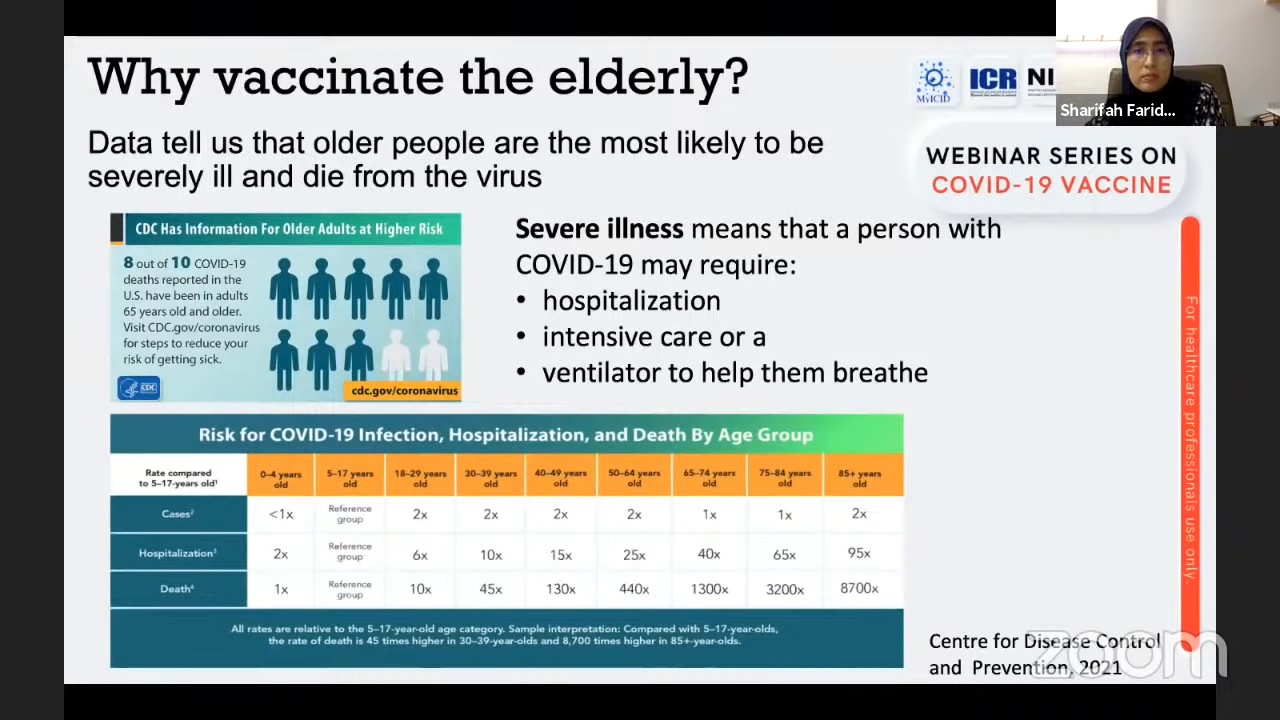 Why vaccinate the elderly?
MyICID
ICR
NI
Sharifah Farid...
Data tell us that older people are the most likely to be
severely ill and die from the virus
WEBINAR SERIES ON
COVID-19 VACCINE
CDC Has Information For Older Adults at Higher Risk
8 out of 10 COVID-19
deaths reported in the
U.S. have been in adults
65 years old and older.
Visit CDC.gov/coronavirus
for steps to reduce your
risk of getting sick.
CDC
cdc.gov/coronavirus
Severe illness means that a person with
COVID-19 may require:
• hospitalization
• intensive care or a
• ventilator to help them breathe
For healthcare professionals use only.
Risk for COVID-19 Infection, Hospitalization, and Death By Age Group
Rate compared
to 5–17-years old¹
0–4 years
old
5–17 years
old
18–29 years
old
30–39 years
old
40–49 years
old
50–64 years
old
65–74 years
old
75–84 years
old
85+ years
old
Cases²
<1x
Reference
group
2x
2x
2x
2x
1x
1x
2x
Hospitalization³
2x
Reference
group
6x
10x
15x
25x
40x
65x
95x
Death⁴
1x
Reference
group
10x
45x
130x
440x
1300x
3200x
8700x
All rates are relative to the 5–17-year-old age category. Sample interpretation: Compared with 5–17-year-olds,
the rate of death is 45 times higher in 30–39-year-olds and 8,700 times higher in 85+-year-olds.
Centre for Disease Control
and Prevention, 2021
zoom